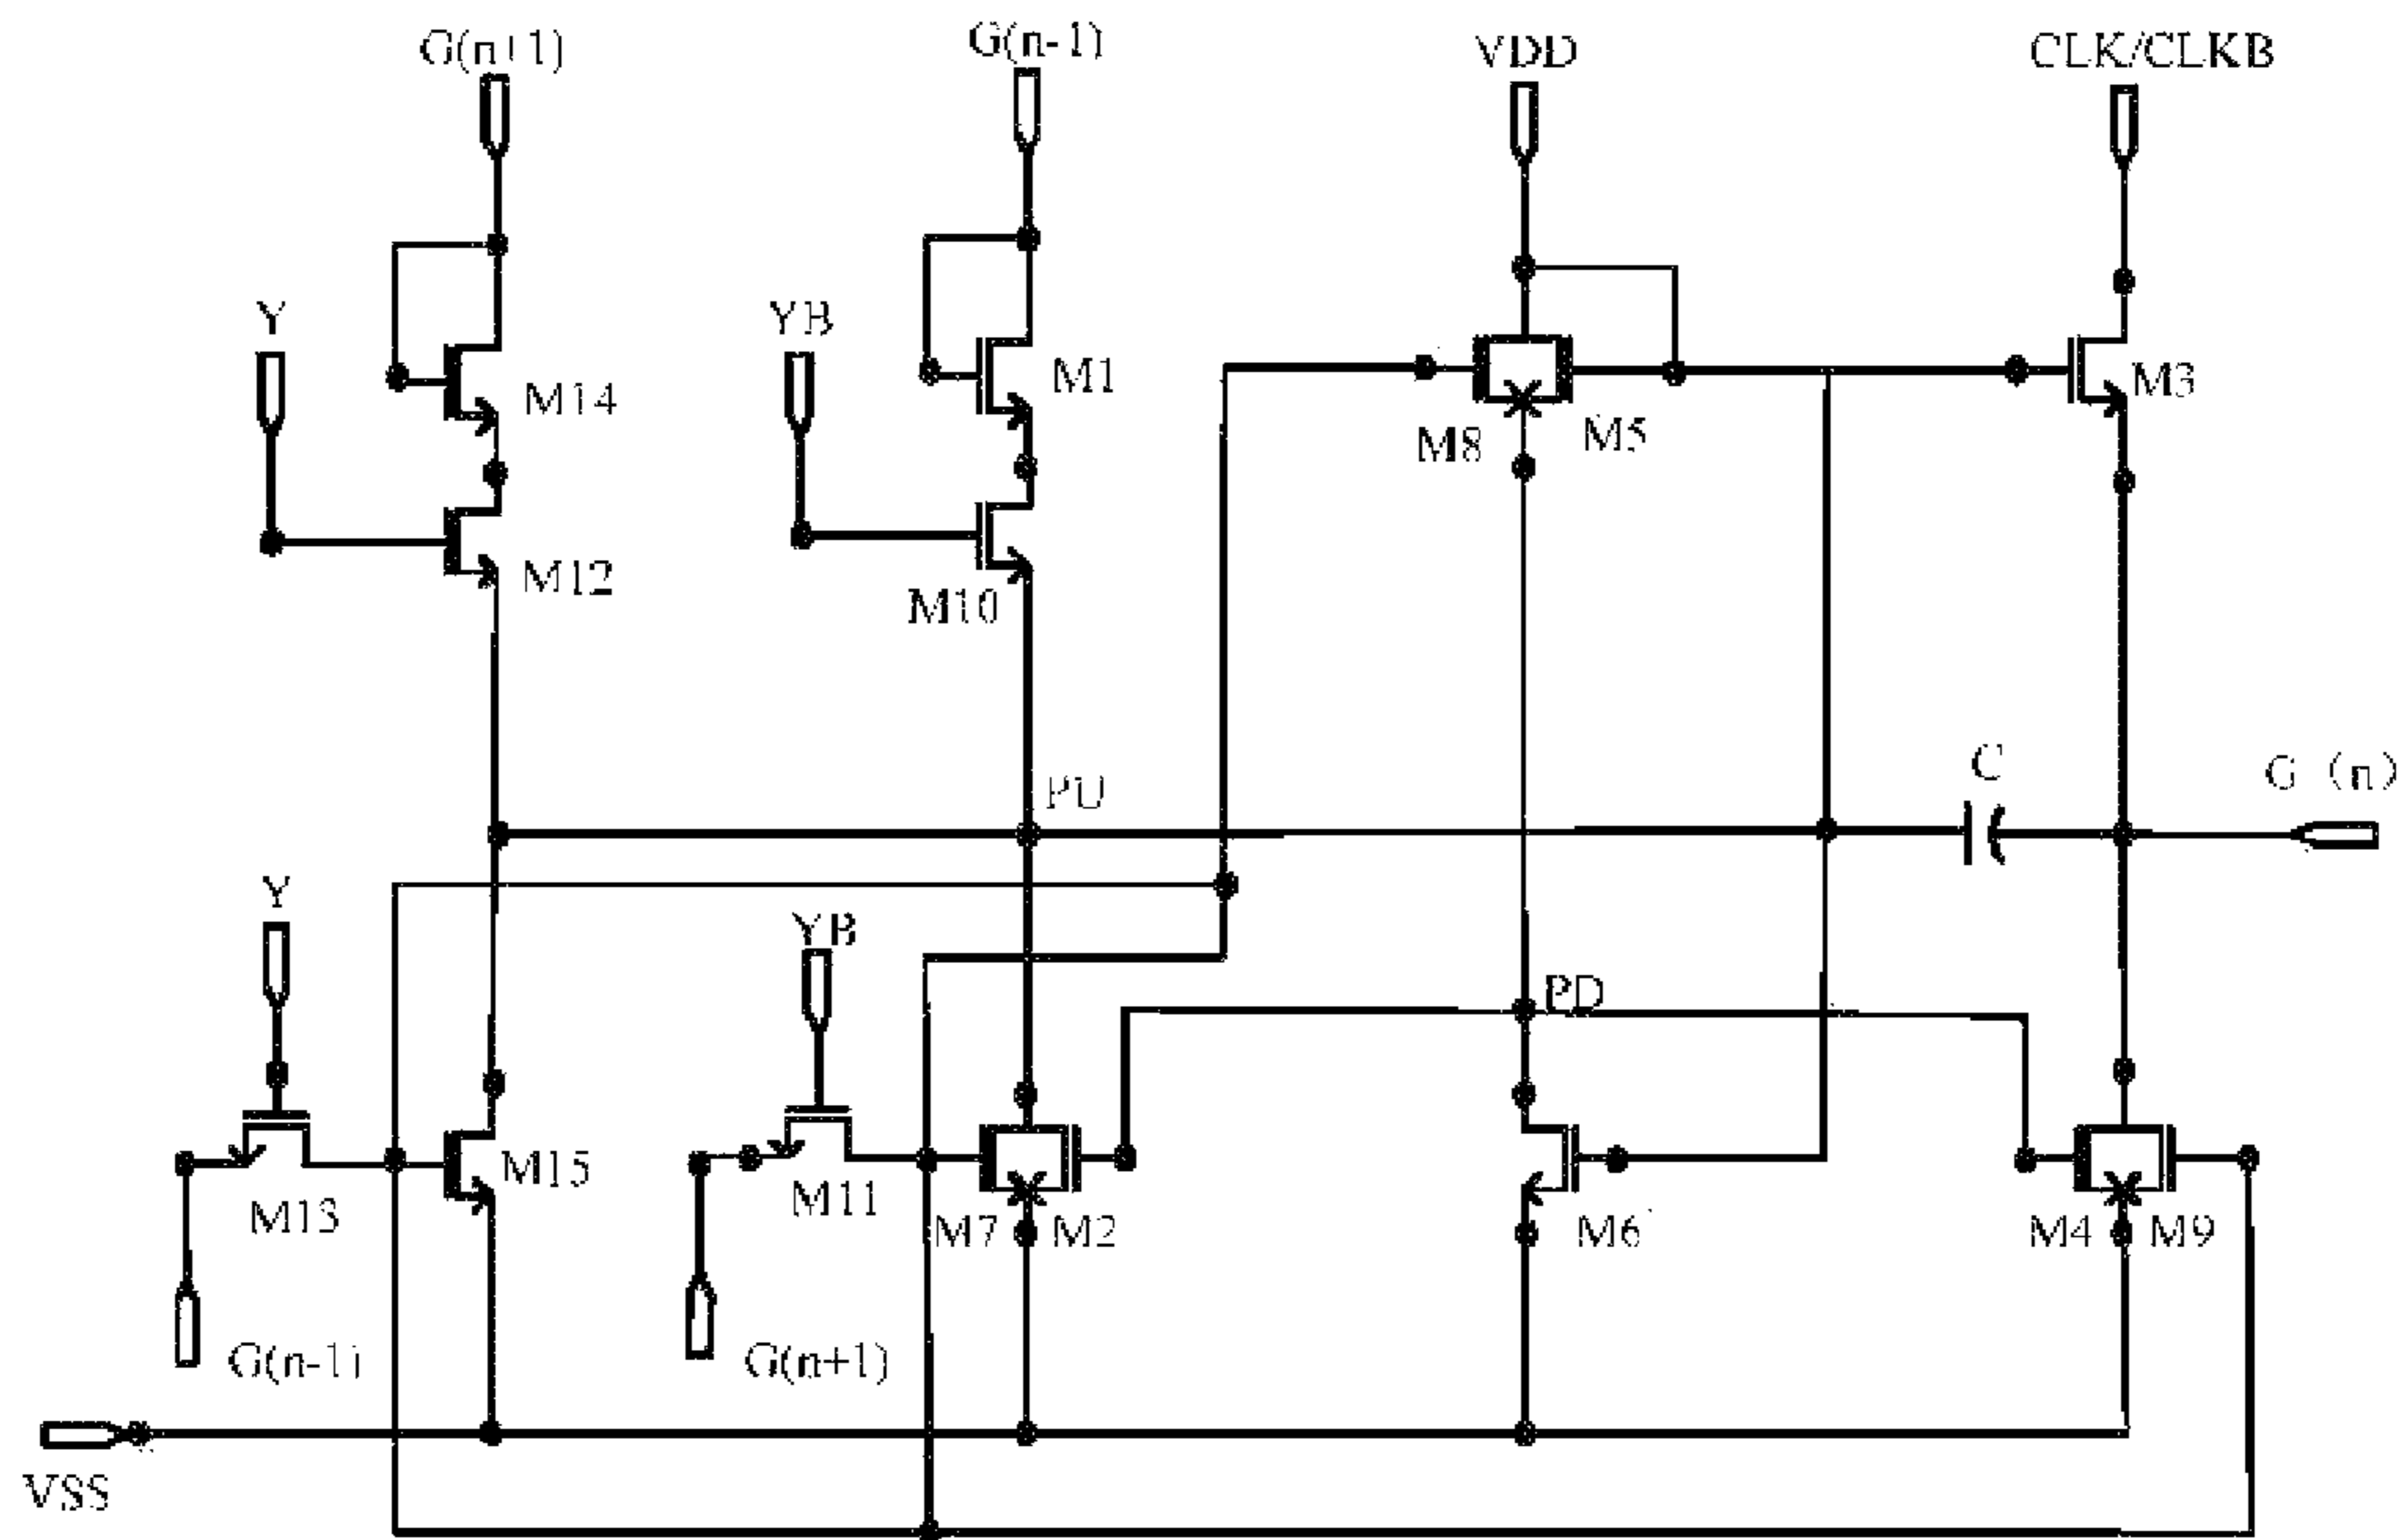 G(n+1)
G(n-1)
VDD
CLK/CLKB
Y
YB
M14
M1
M8
M5
M3
M12
M10
PU
C
G (n)
Y
YB
PD
M13
M15
M11
M7
M2
M6
M4
M9
G(n-1)
G(n+1)
VSS